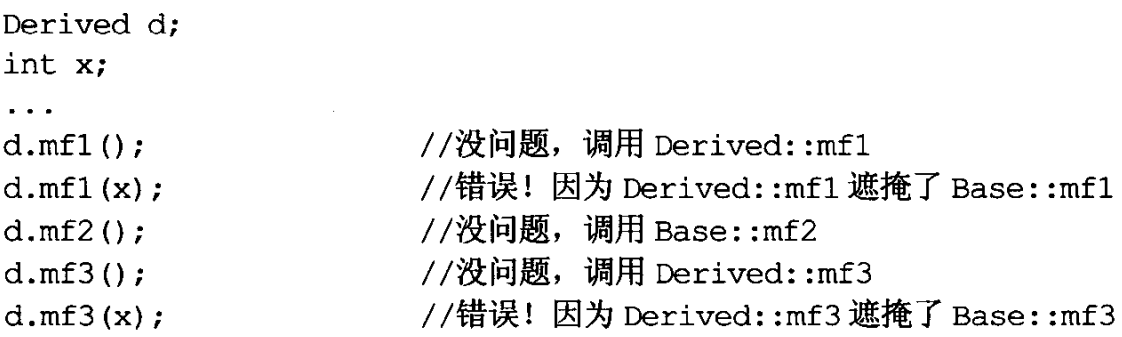 Derived d;
int x;
...
d.mf1();                //没问题，调用 Derived::mf1
d.mf1(x);               //错误！因为 Derived::mf1 遮掩了 Base::mf1
d.mf2();                //没问题，调用 Base::mf2
d.mf3();                //没问题，调用 Derived::mf3
d.mf3(x);               //错误！因为 Derived::mf3 遮掩了 Base::mf3